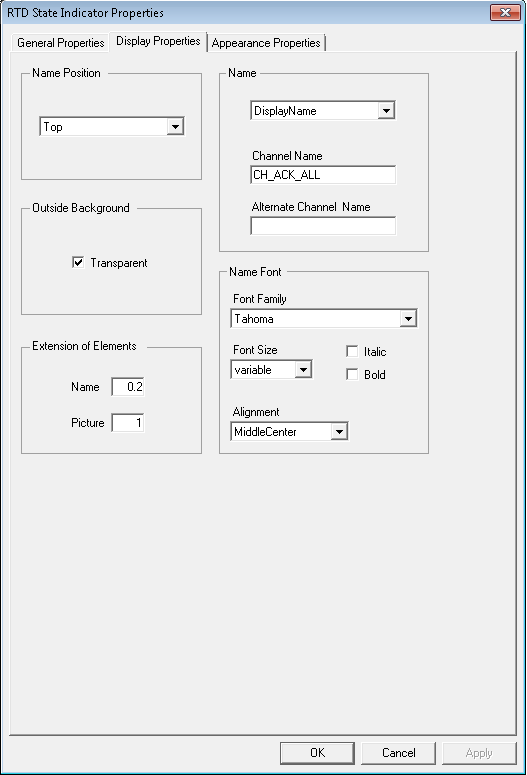 RTD State Indicator Properties
General Properties
Display Properties
Appearance Properties
Name Position
Top
Outside Background
Transparent
Extension of Elements
Name 0.2
Picture 1
Name
DisplayName
Channel Name
CH_ACK_ALL
Alternate Channel Name
Name Font
Font Family
Tahoma
Font Size
variable
Italic
Bold
Alignment
MiddleCenter
OK
Cancel
Apply